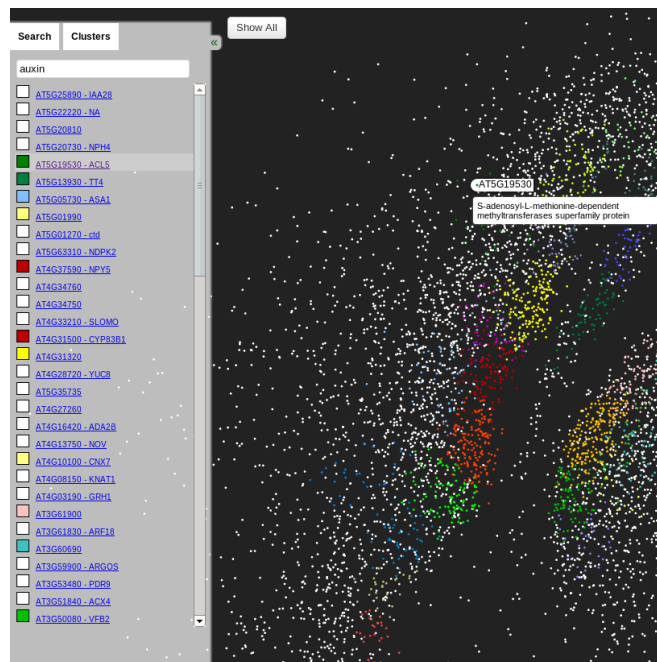 Search Clusters
«
Show All
auxin
AT5G25890 - IAA28
AT5G22220 - NA
AT5G20810
AT5G20730 - NPH4
AT5G19530 - ACL5
AT5G13930 - TT4
AT5G05730 - ASA1
AT5G01990
AT5G01270 - ctd
AT5G63310 - NDPK2
AT4G37590 - NPY5
AT4G34760
AT4G34750
AT4G33210 - SLOMO
AT4G31500 - CYP83B1
AT4G31320
AT4G28720 - YUC8
AT5G35735
AT4G27260
AT4G16420 - ADA2B
AT4G13750 - NOV
AT4G10100 - CNX7
AT4G08150 - KNAT1
AT4G03190 - GRH1
AT3G61900
AT3G61830 - ARF18
AT3G60690
AT3G59900 - ARGOS
AT3G53480 - PDR9
AT3G51840 - ACX4
AT3G50080 - VFB2
AT5G19530
S-adenosyl-L-methionine-dependent
methyltransferases superfamily protein